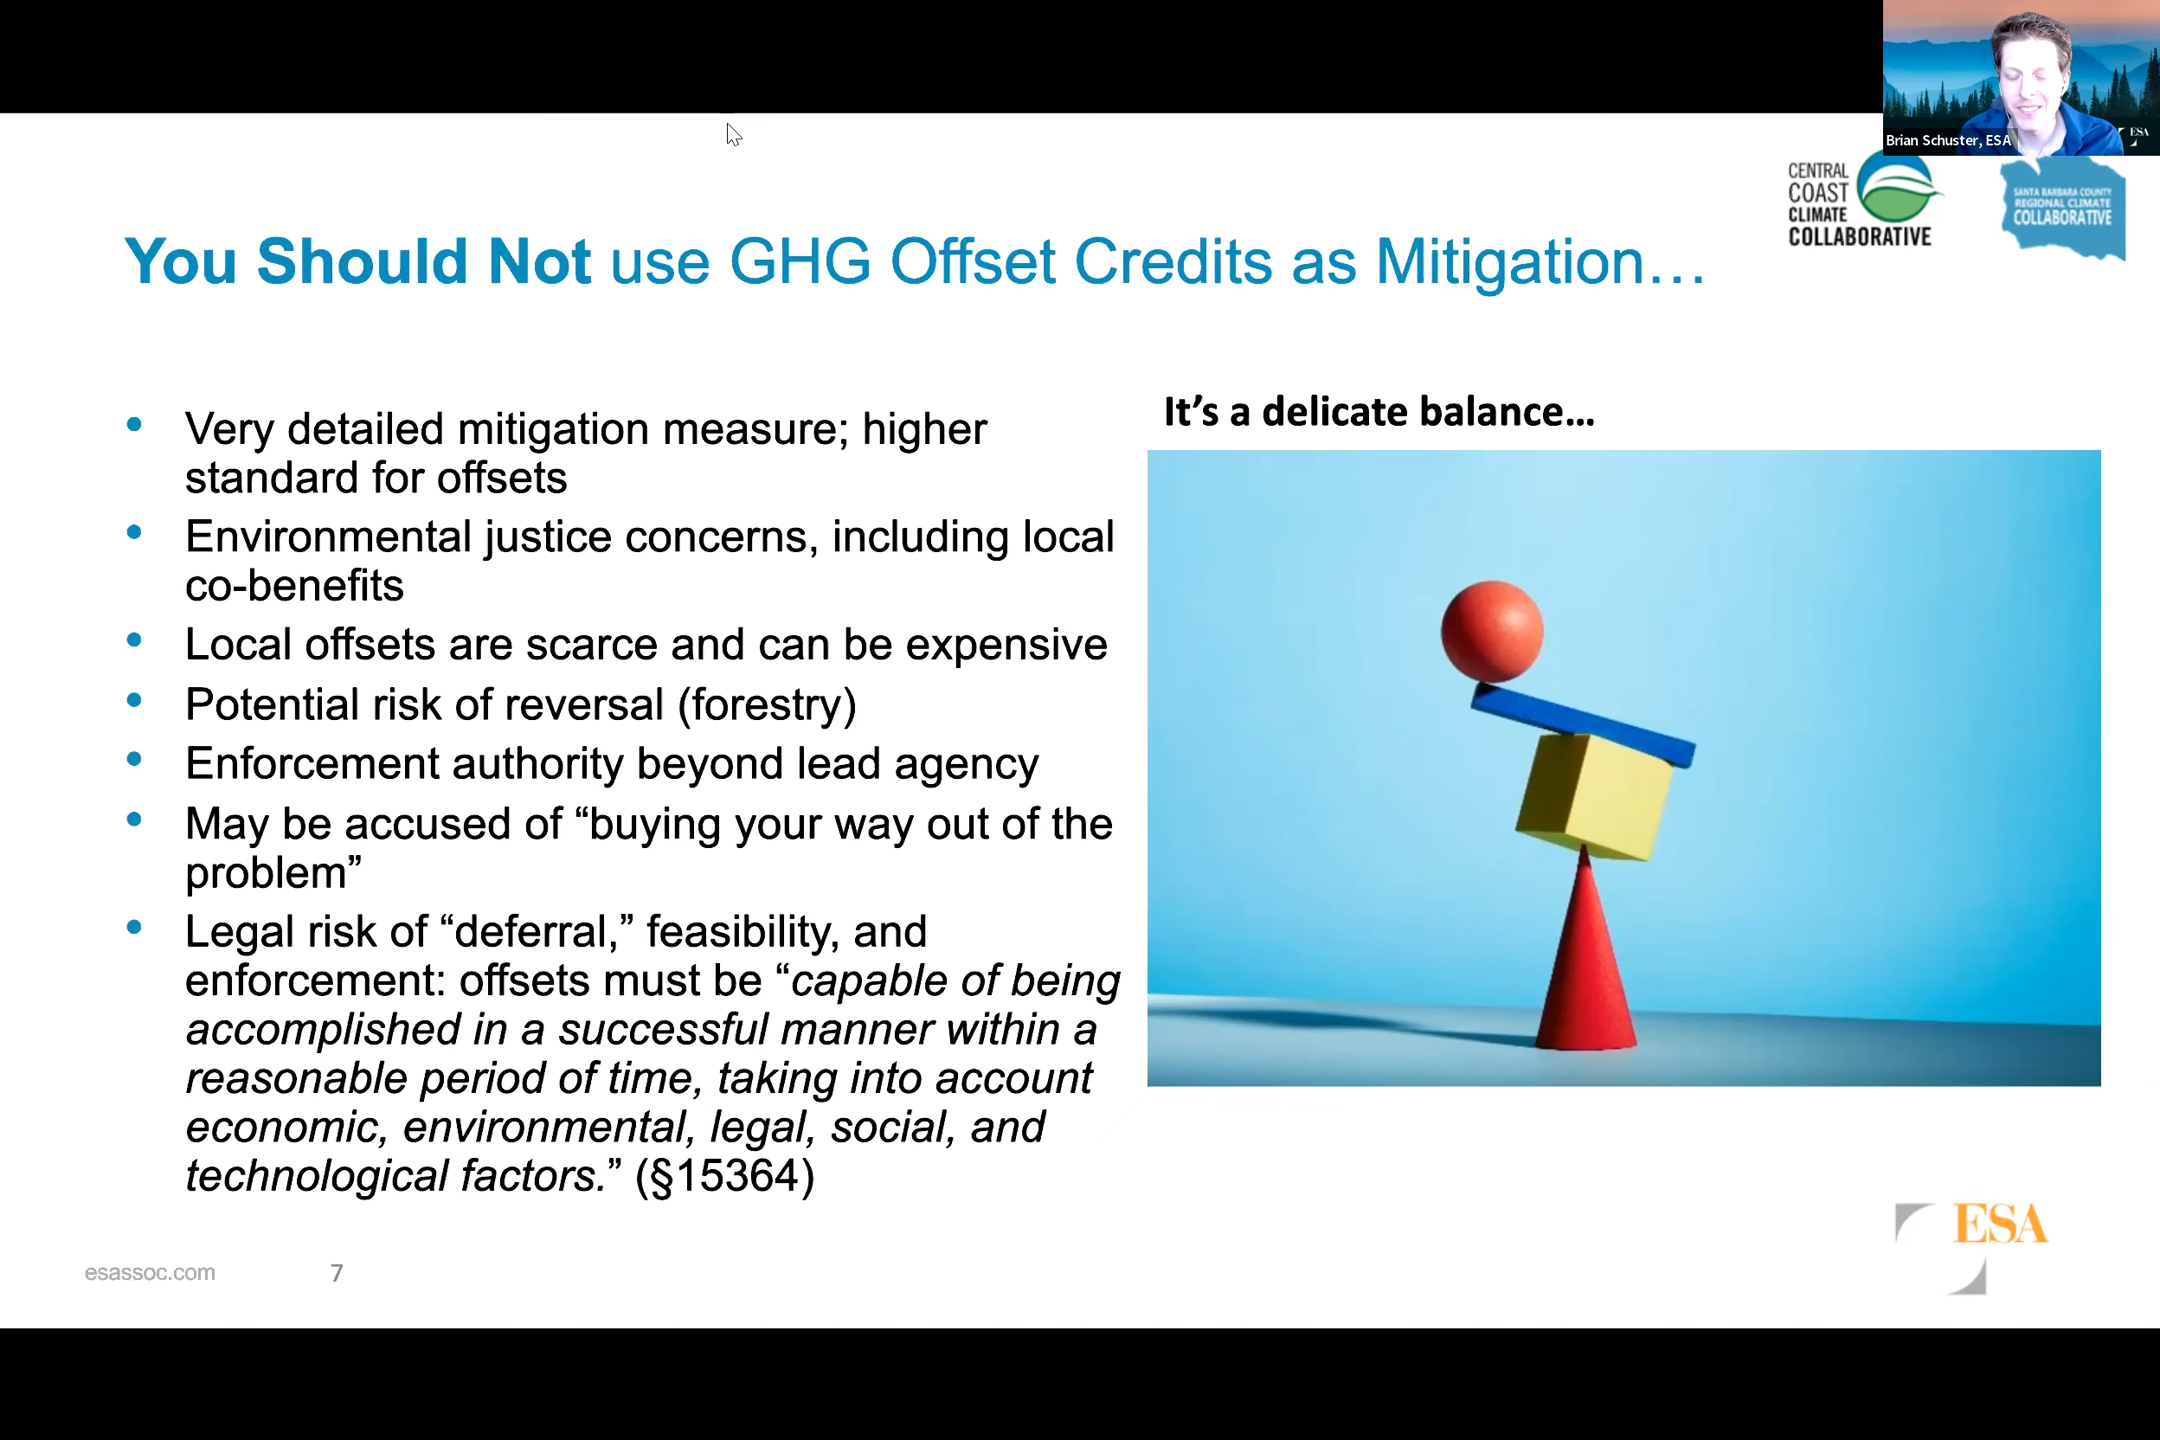 Brian Schuster, ESA
ESA
CENTRAL
COAST
CLIMATE
COLLABORATIVE
SANTA BARBARA COUNTY
REGIONAL CLIMATE
COLLABORATIVE
You Should Not use GHG Offset Credits as Mitigation…
• Very detailed mitigation measure; higher
standard for offsets
• Environmental justice concerns, including local
co-benefits
• Local offsets are scarce and can be expensive
• Potential risk of reversal (forestry)
• Enforcement authority beyond lead agency
• May be accused of “buying your way out of the
problem”
• Legal risk of “deferral,” feasibility, and
enforcement: offsets must be “capable of being
accomplished in a successful manner within a
reasonable period of time, taking into account
economic, environmental, legal, social, and
technological factors.” (§15364)
It’s a delicate balance…
esassoc.com
7
ESA